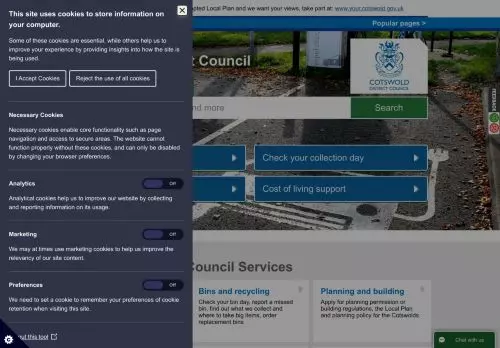 This site uses cookies to store information on
your computer.
Some of these cookies are essential, while others help us to
improve your experience by providing insights into how the site is
being used.
I Accept Cookies
Reject the use of all cookies
Necessary Cookies
Necessary cookies enable core functionality such as page
navigation and access to secure areas. The website cannot
function properly without these cookies, and can only be disabled
by changing your browser preferences.
Analytics
Off
Analytical cookies help us to improve our website by collecting
and reporting information on its usage.
Marketing
Off
We may at times use marketing cookies to help us improve the
relevancy of our site content.
Preferences
Off
We need to set a cookie to remember your preferences of cookie
retention when visiting this site.
out this tool
pted Local Plan and we want your views, take part at: www.your.cotswold.gov.uk
Popular pages >
t Council
COTSWOLD
DISTRICT COUNCIL
nd more
Search
Check your collection day
Cost of living support
Council Services
Bins and recycling
Check your bin day, report a missed
bin, find out what we collect and
where to take big items, order
replacement bins
Planning and building
Apply for planning permission or
building regulations, the Local Plan
and planning policy for the Cotswolds
FEEDBACK
Chat with us